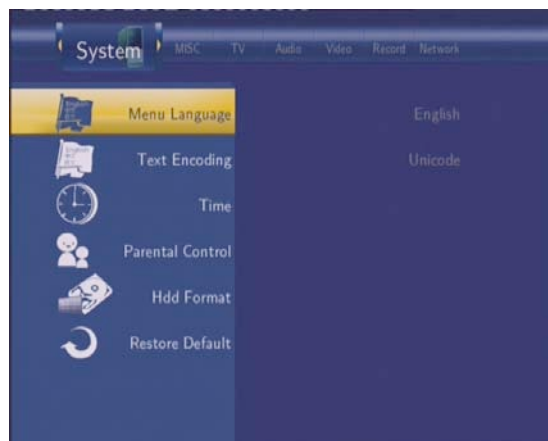 System MISC TV Audio Video Record Network
Menu Language English
Text Encoding Unicode
Time
Parental Control
Hdd Format
Restore Default